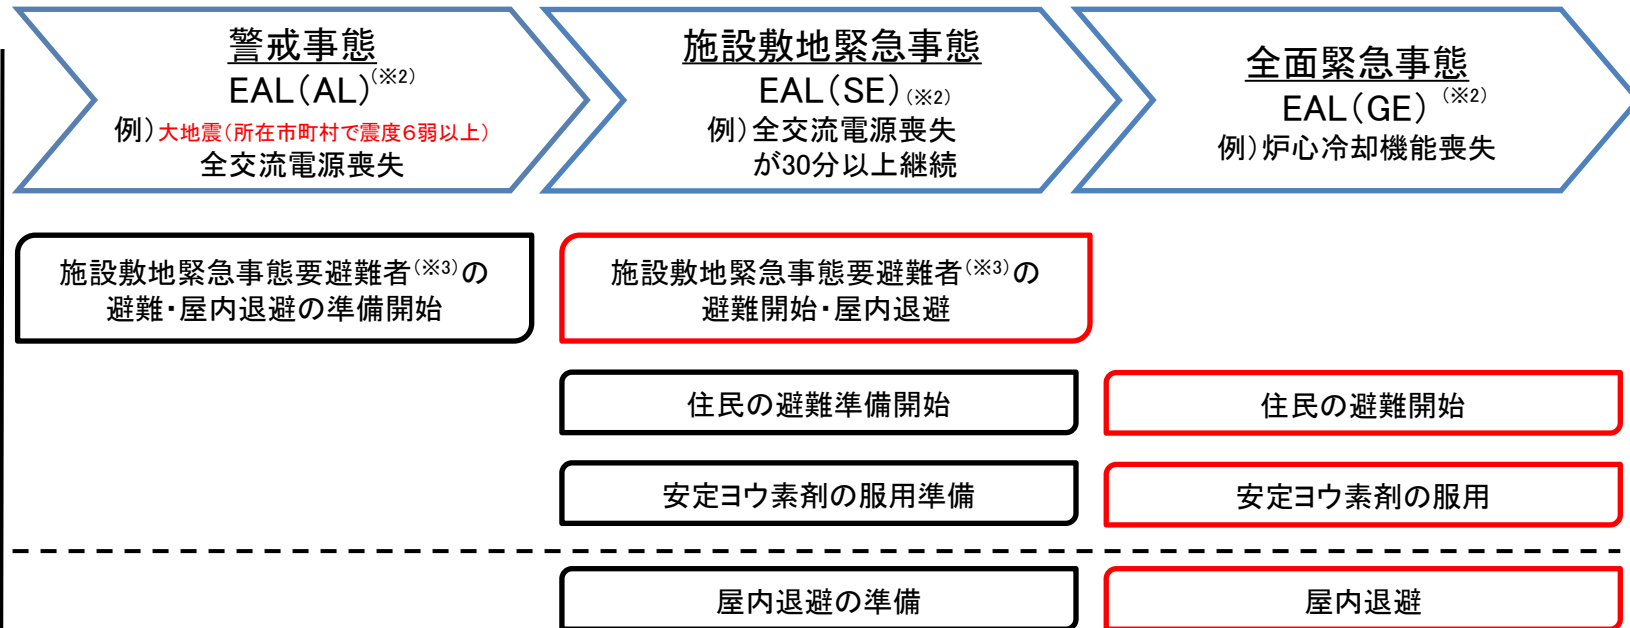 警戒事態
EAL(AL)(※2)
例)大地震(所在市町村で震度6弱以上)
全交流電源喪失
施設敷地緊急事態
EAL(SE)(※2)
例)全交流電源喪失
が30分以上継続
全面緊急事態
EAL(GE)(※2)
例)炉心冷却機能喪失
施設敷地緊急事態要避難者(※3)の
避難・屋内退避の準備開始
施設敷地緊急事態要避難者(※3)の
避難開始・屋内退避
住民の避難準備開始
住民の避難開始
安定ヨウ素剤の服用準備
安定ヨウ素剤の服用
屋内退避の準備
屋内退避